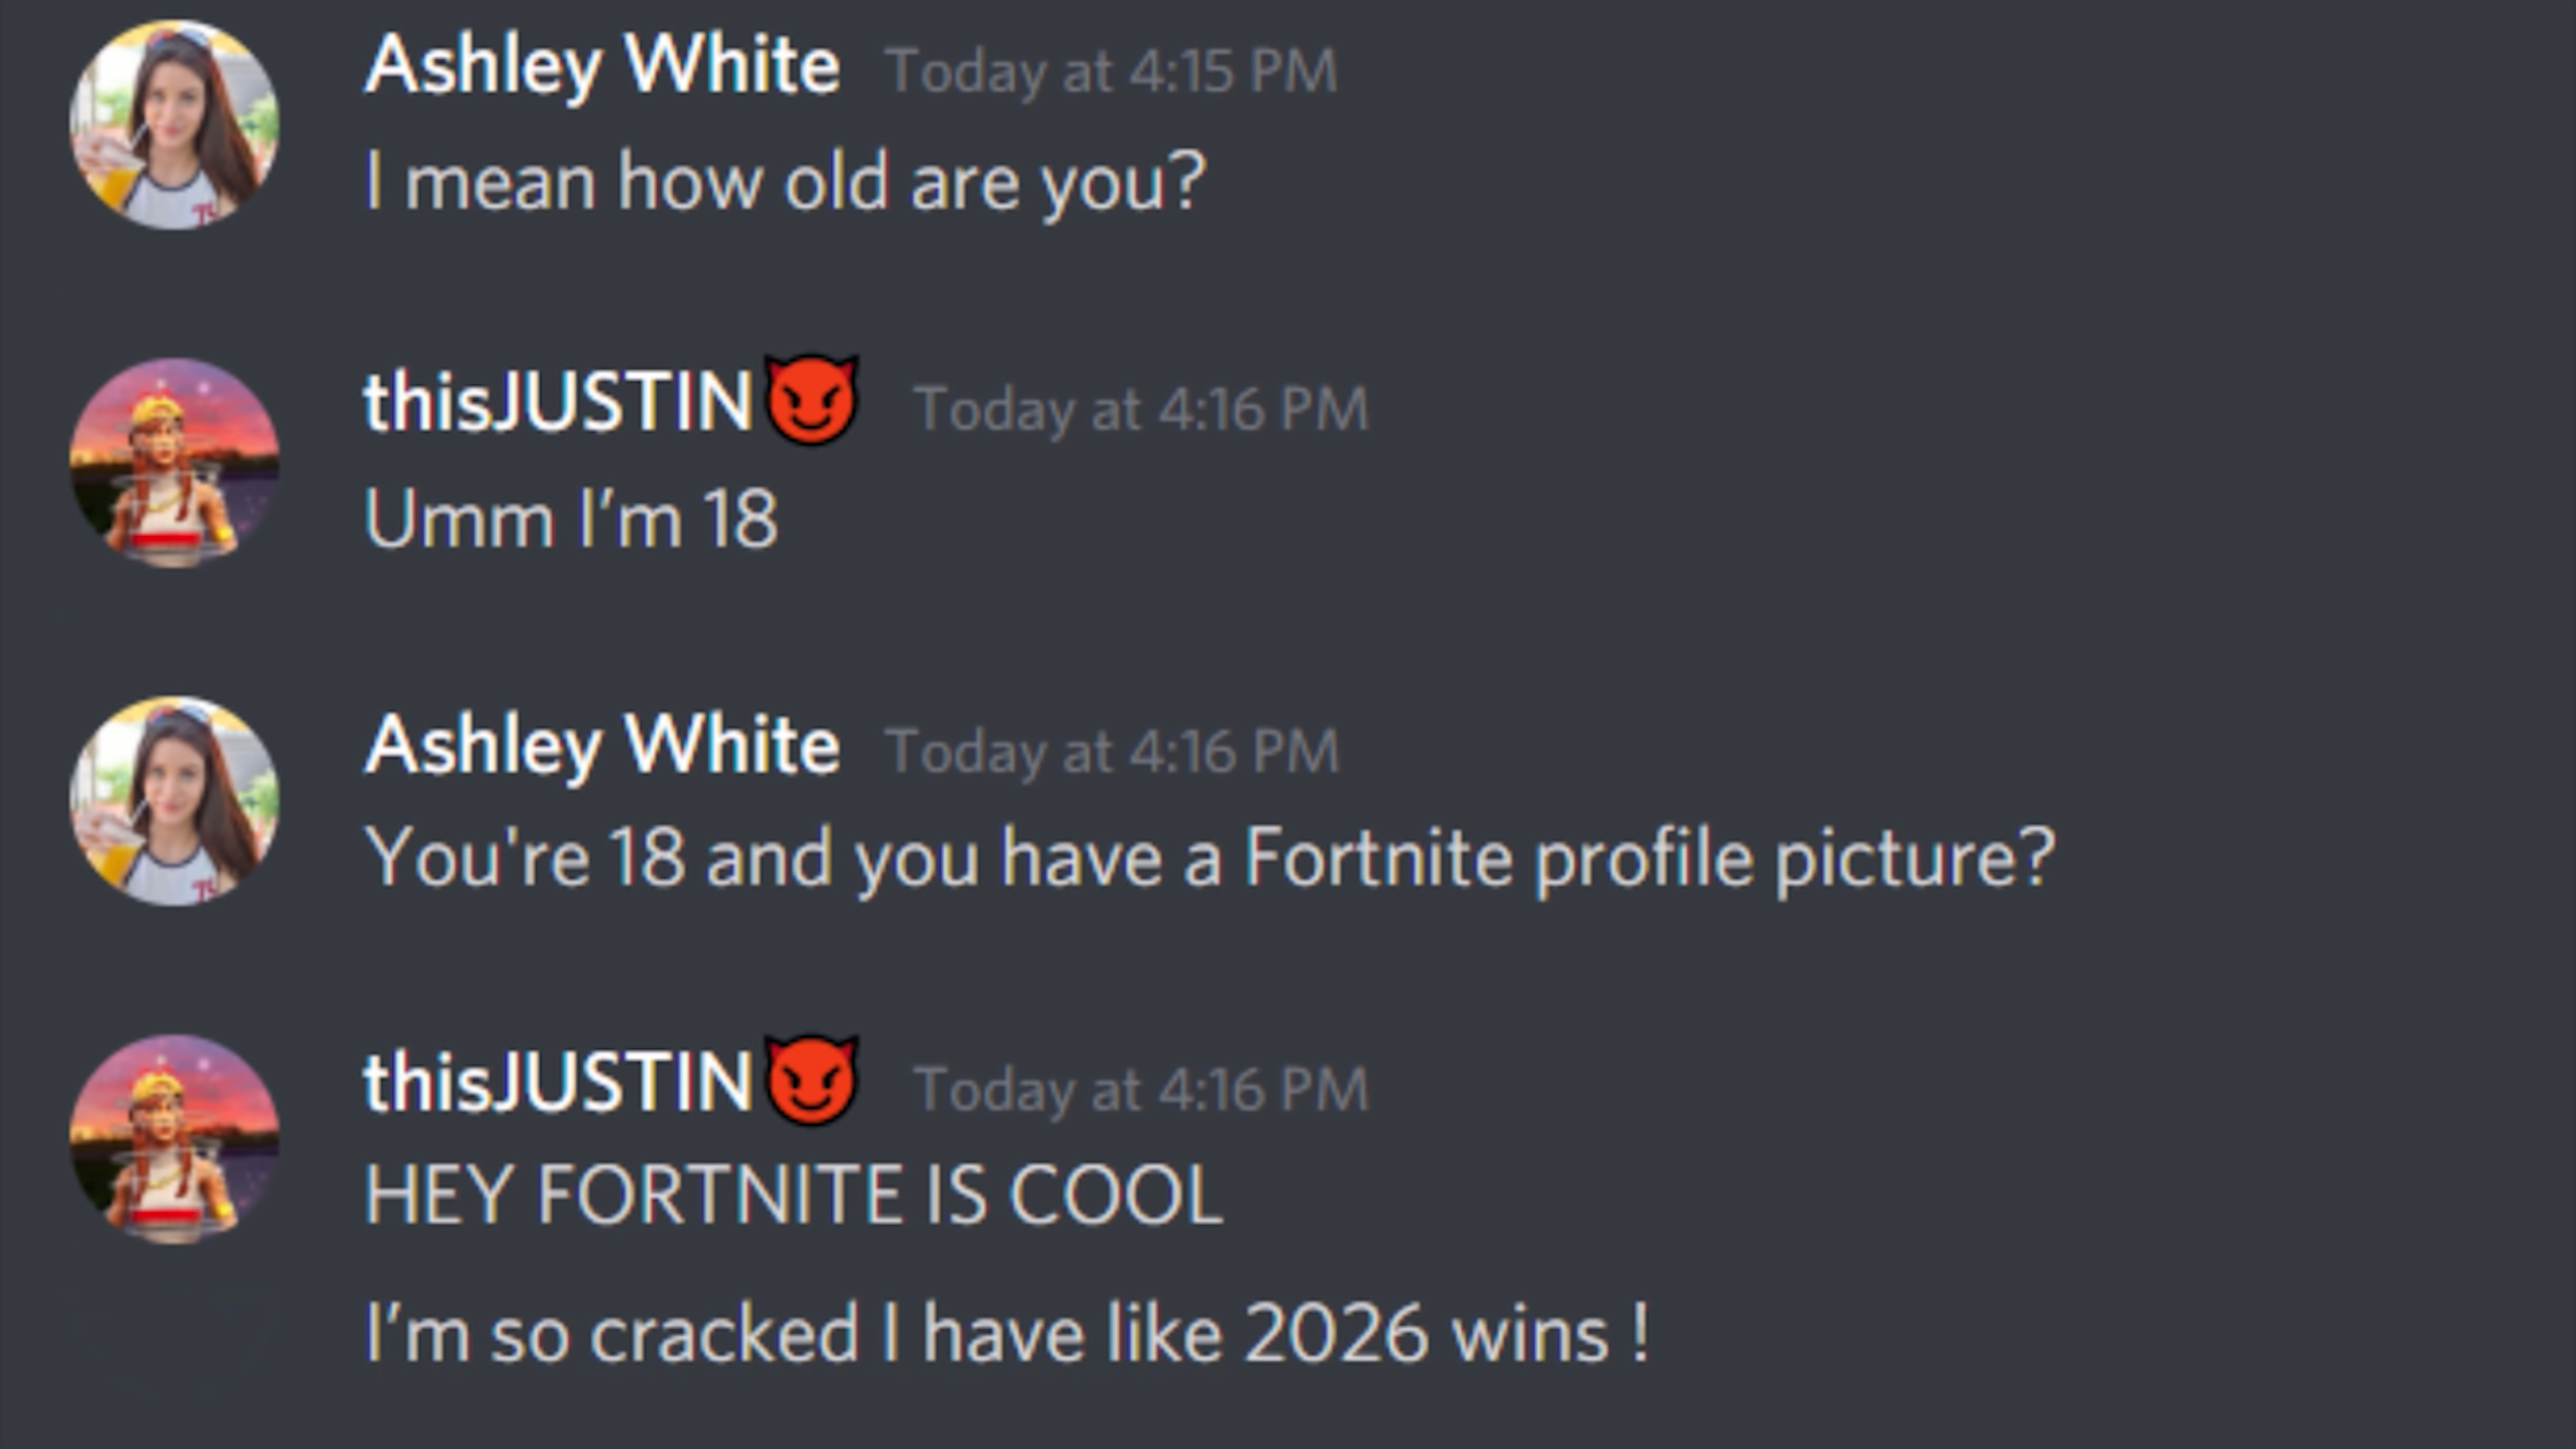 Ashley White Today at 4:15 PM
I mean how old are you?
thisJUSTIN😈 Today at 4:16 PM
Umm I’m 18
Ashley White Today at 4:16 PM
You're 18 and you have a Fortnite profile picture?
thisJUSTIN😈 Today at 4:16 PM
HEY FORTNITE IS COOL
I’m so cracked I have like 2026 wins !